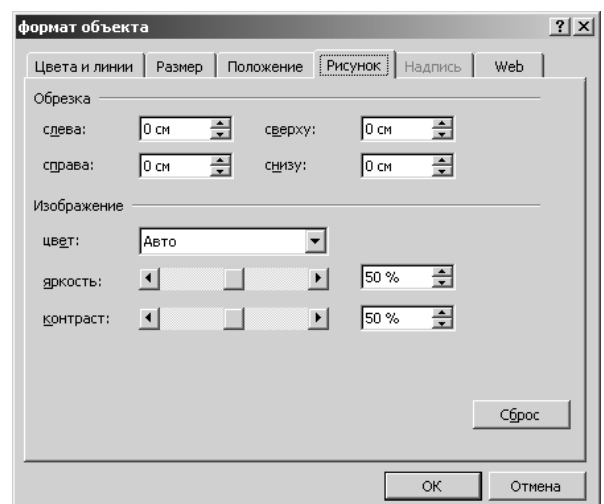 формат объекта
Цвета и линии Размер Положение Рисунок Надпись Web
Обрезка
слева: 0 см сверху: 0 см
справа: 0 см снизу: 0 см
Изображение
цвет: Авто
яркость: 50 %
контраст: 50 %
Сброс
ОК Отмена